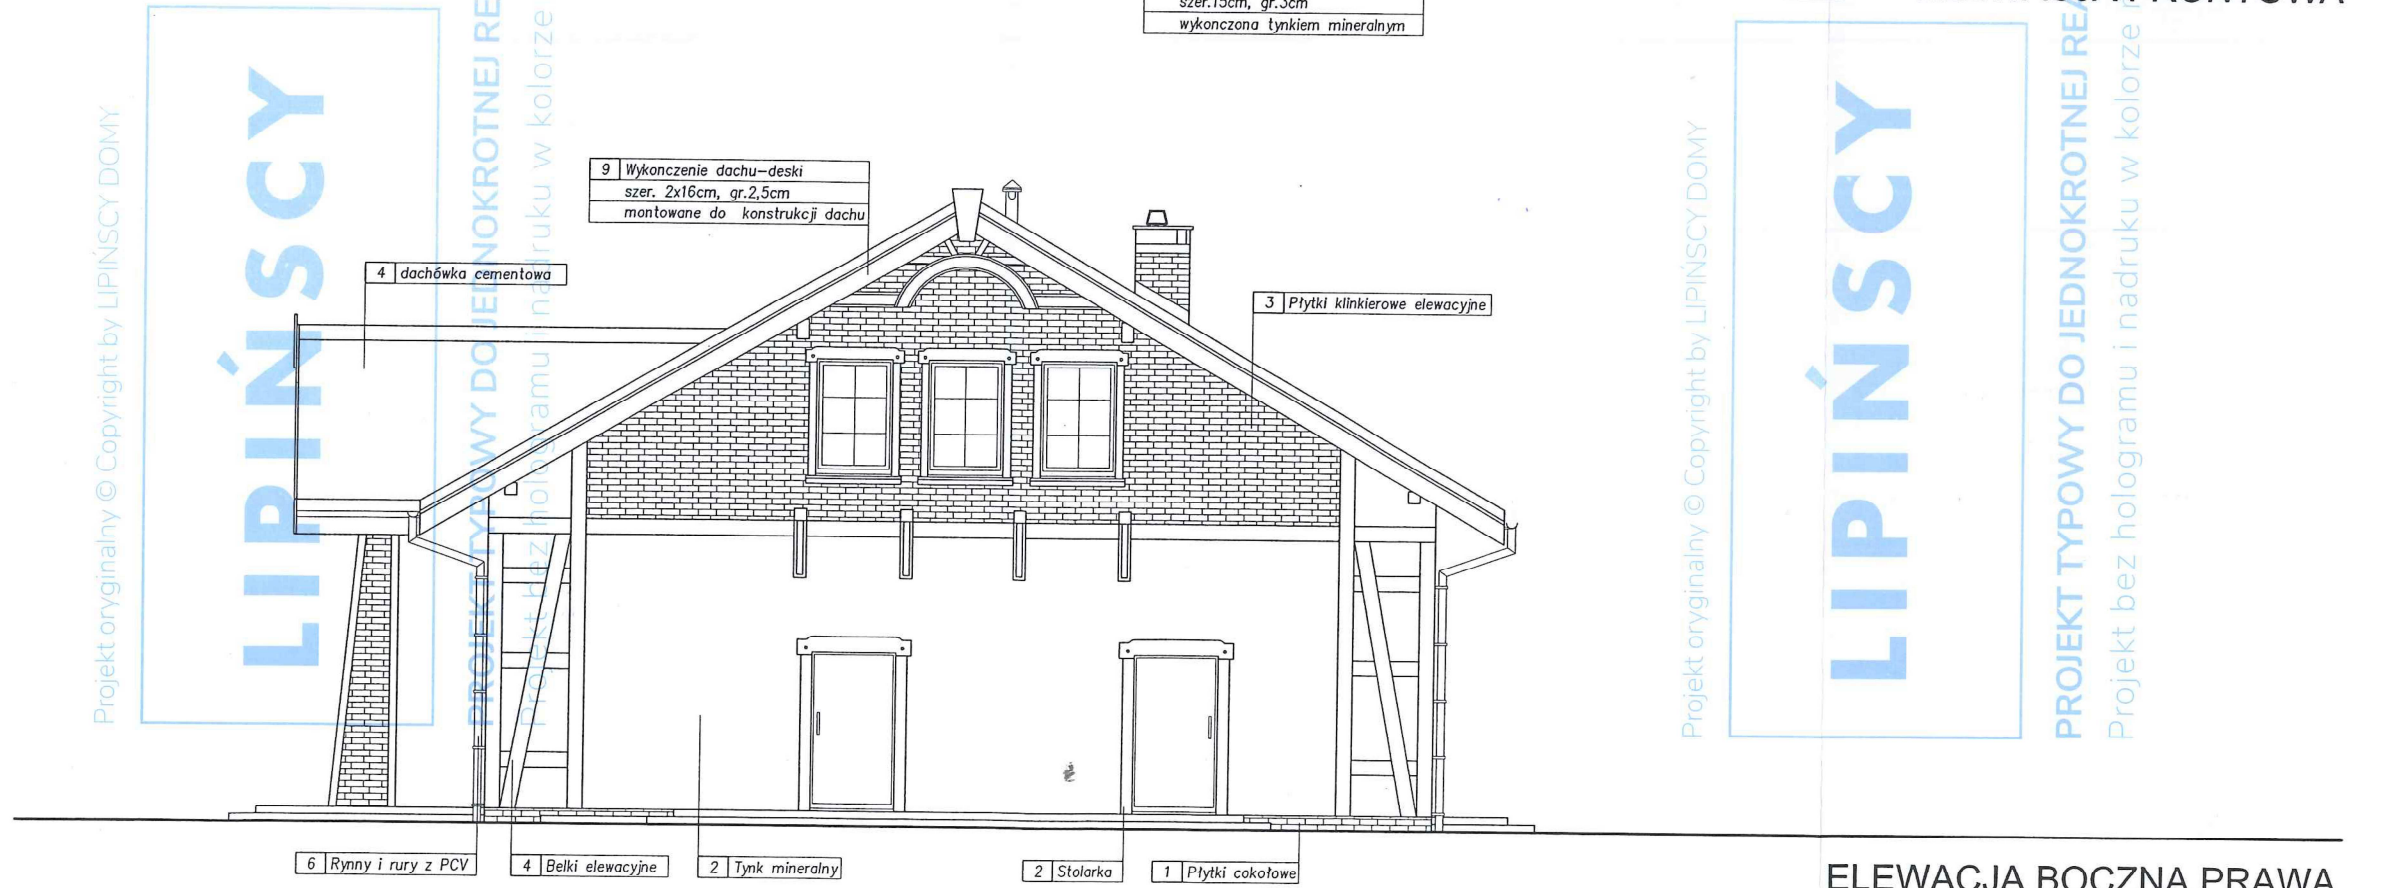 szer.15cm, gr.3cm
wykonczona tynkiem mineralnym
Projekt oryginalny © Copyright by LIPIŃSCY DOMY
LIPIŃSCY
PROJEKT TYPOWY DO JEDNOKROTNEJ
Projekt bez hologramu i nadruku w kolorze
9 Wykonczenie dachu-deski
szer. 2x16cm, gr.2,5cm
montowane do konstrukcji dachu
4 dachówka cementowa
3 Płytki klinkierowe elewacyjne
Projekt oryginalny © Copyright by LIPIŃSCY DOMY
LIPIŃSCY
PROJEKT TYPOWY DO JEDNOKROTNEJ
Projekt bez hologramu i nadruku w kolorze
6 Rynny i rury z PCV
4 Belki elewacyjne
2 Tynk mineralny
2 Stolarka
1 Płytki cokołowe
ELEWACJA BOCZNA PRAWA